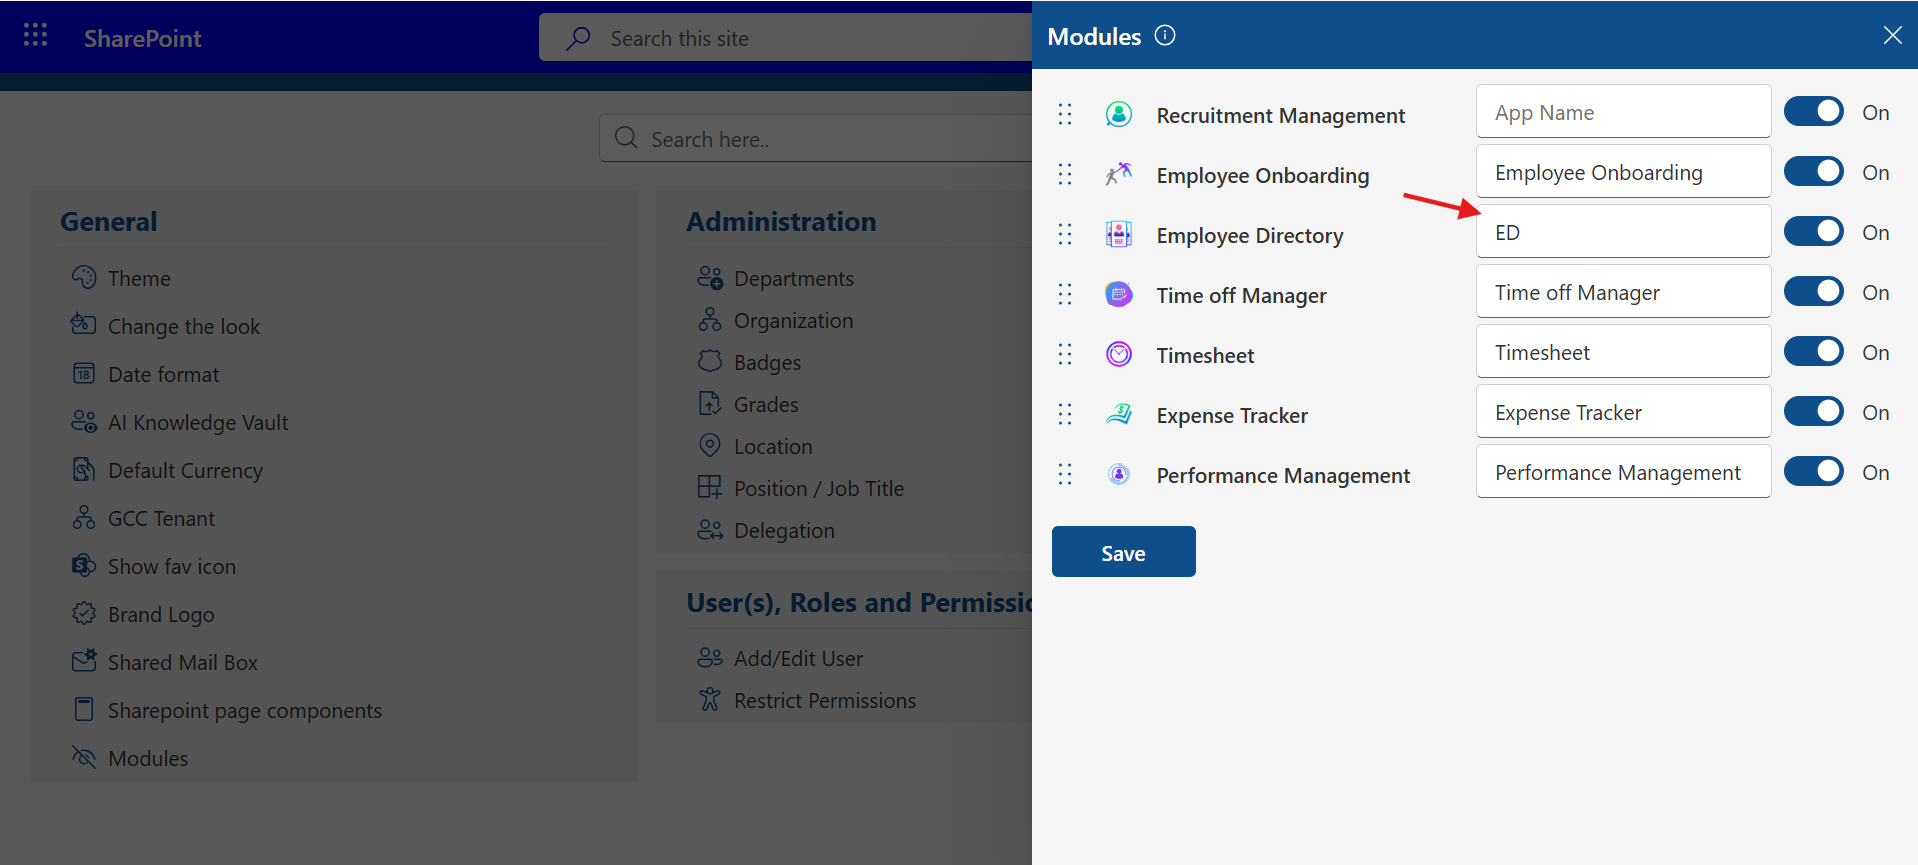 SharePoint
Search this site
Search here..
General
Theme
Change the look
18 Date format
AI Knowledge Vault
Default Currency
GCC Tenant
S Show fav icon
Brand Logo
Shared Mail Box
Sharepoint page components
Modules
Administration
Departments
Organization
Badges
Grades
Location
Position / Job Title
Delegation
User(s), Roles and Permissio
Add/Edit User
Restrict Permissions
Modules
Recruitment Management App Name On
Employee Onboarding Employee Onboarding On
Employee Directory ED On
Time off Manager Time off Manager On
Timesheet Timesheet On
Expense Tracker Expense Tracker On
Performance Management Performance Management On
Save